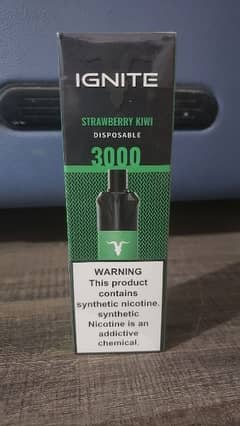 IGNITE
STRAWBERRY KIWI
DISPOSABLE
3000
WARNING
This product
contains
synthetic nicotine.
synthetic
Nicotine is an
addictive
chemical.